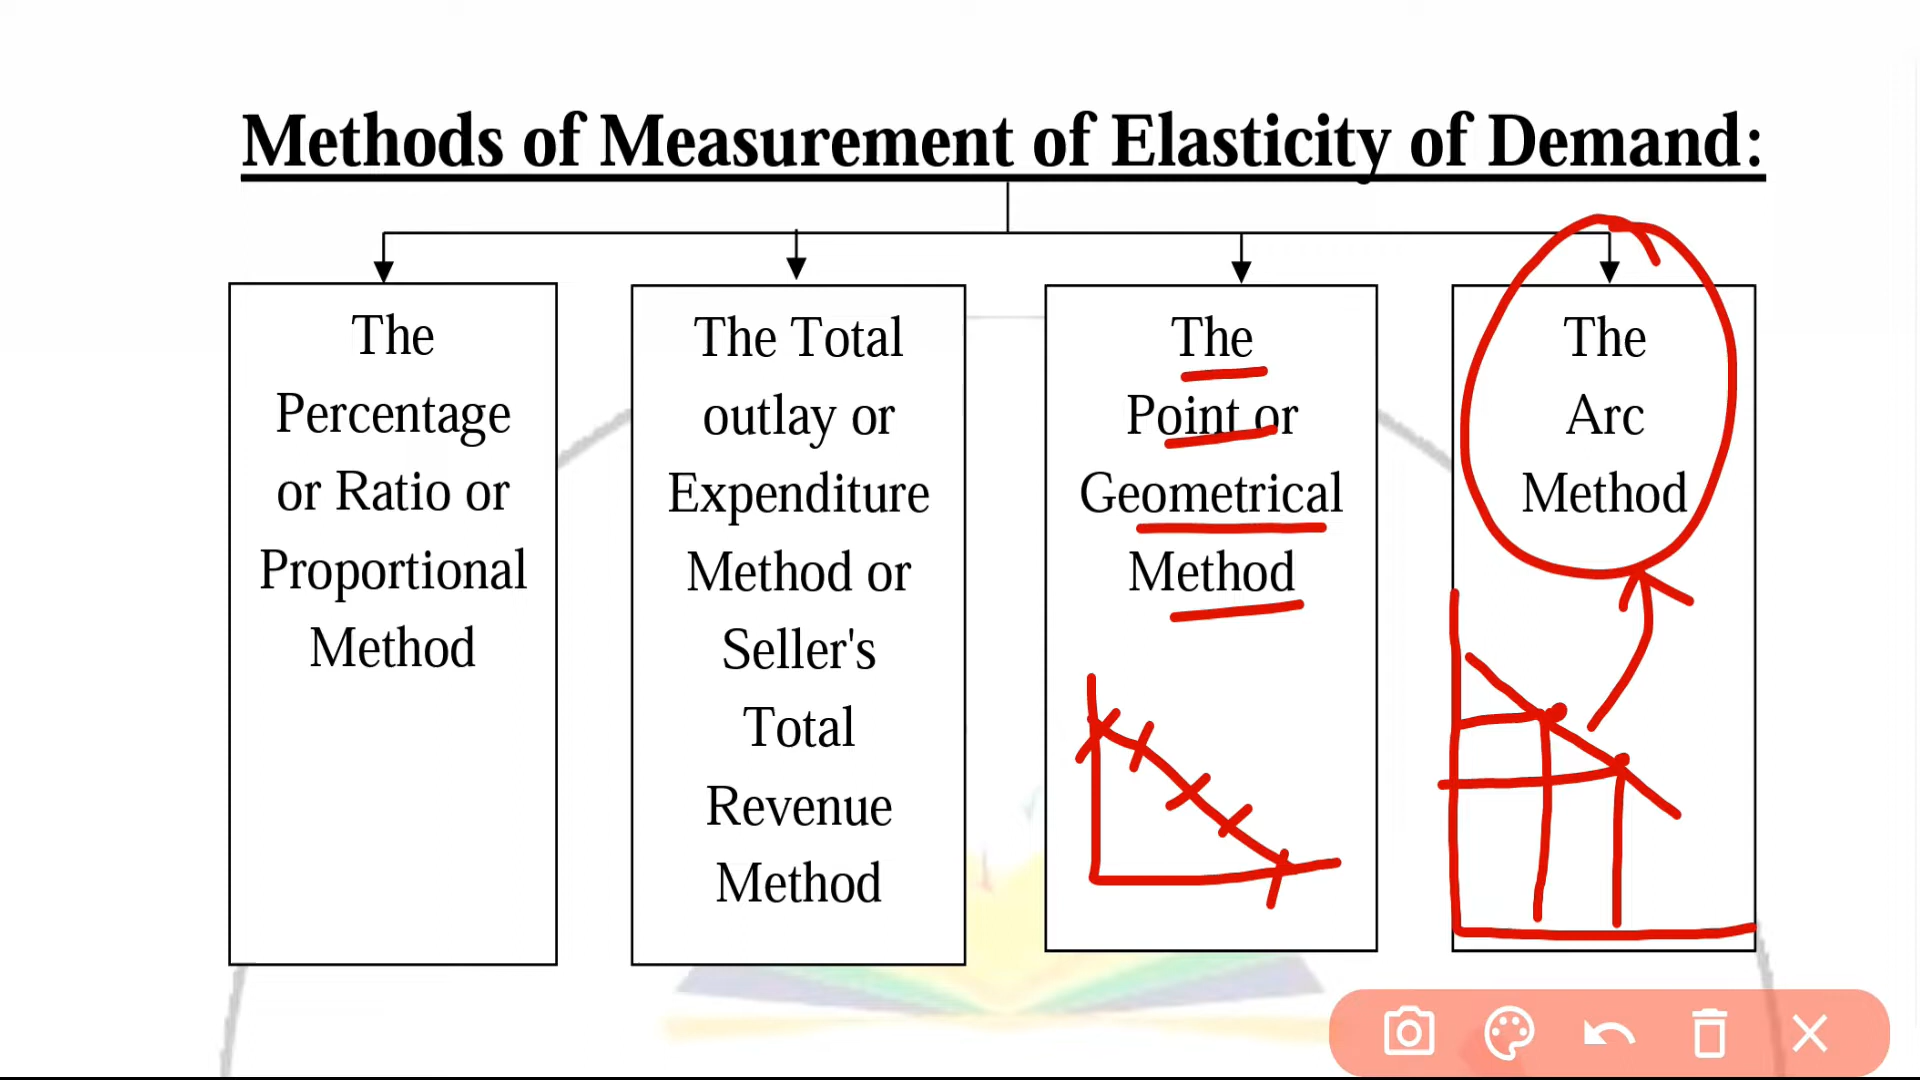 Methods of Measurement of Elasticity of Demand:
The
Percentage
or Ratio or
Proportional
Method
The Total
outlay or
Expenditure
Method or
Seller's
Total
Revenue
Method
The
Point or
Geometrical
Method
The
Arc
Method